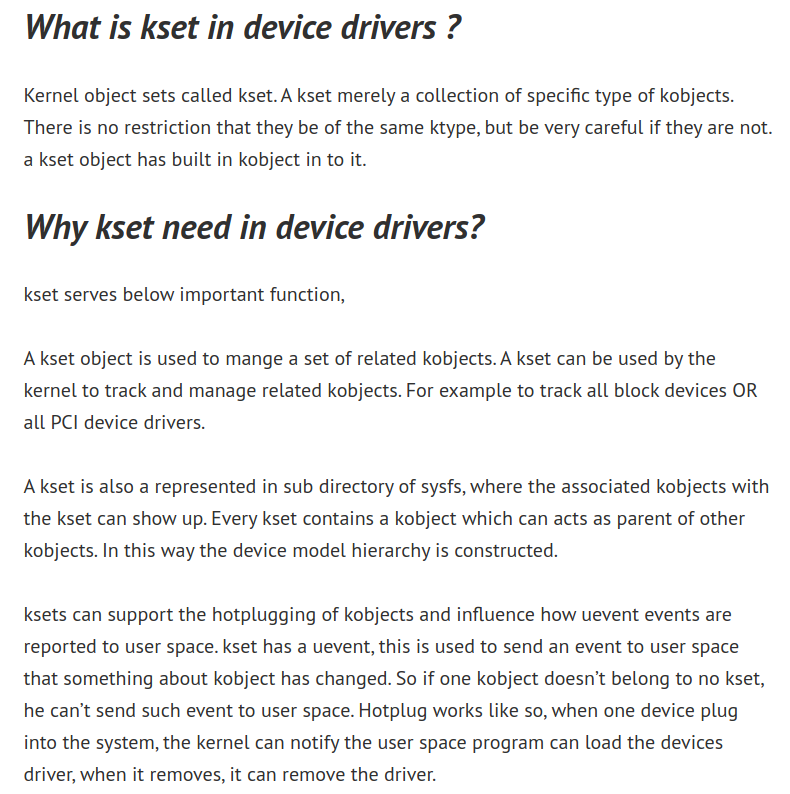 What is kset in device drivers ?
Kernel object sets called kset. A kset merely a collection of specific type of kobjects.
There is no restriction that they be of the same ktype, but be very careful if they are not.
a kset object has built in kobject in to it.
Why kset need in device drivers?
kset serves below important function,
A kset object is used to mange a set of related kobjects. A kset can be used by the
kernel to track and manage related kobjects. For example to track all block devices OR
all PCI device drivers.
A kset is also a represented in sub directory of sysfs, where the associated kobjects with
the kset can show up. Every kset contains a kobject which can acts as parent of other
kobjects. In this way the device model hierarchy is constructed.
ksets can support the hotplugging of kobjects and influence how uevent events are
reported to user space. kset has a uevent, this is used to send an event to user space
that something about kobject has changed. So if one kobject doesn’t belong to no kset,
he can’t send such event to user space. Hotplug works like so, when one device plug
into the system, the kernel can notify the user space program can load the devices
driver, when it removes, it can remove the driver.